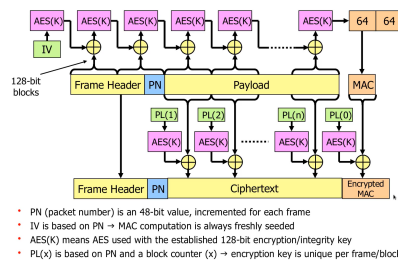 AES(K) AES(K) AES(K) AES(K) AES(K) AES(K) 64 64
IV
128-bit
blocks
Frame Header PN Payload MAC
PL(1) PL(2) PL(n) PL(0)
AES(K) AES(K) AES(K) AES(K)
Frame Header PN Ciphertext Encrypted
MAC
• PN (packet number) is an 48-bit value, incremented for each frame
• IV is based on PN → MAC computation is always freshly seeded
• AES(K) means AES used with the established 128-bit encryption/integrity key
• PL(x) is based on PN and a block counter (x) → encryption key is unique per frame/block